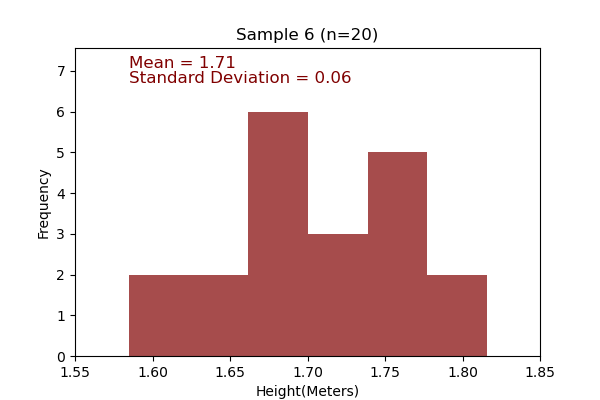 Sample 6 (n=20)
Mean = 1.71
Standard Deviation = 0.06
7
6
5
4
3
2
1
0
Frequency
1.55 1.60 1.65 1.70 1.75 1.80 1.85
Height(Meters)